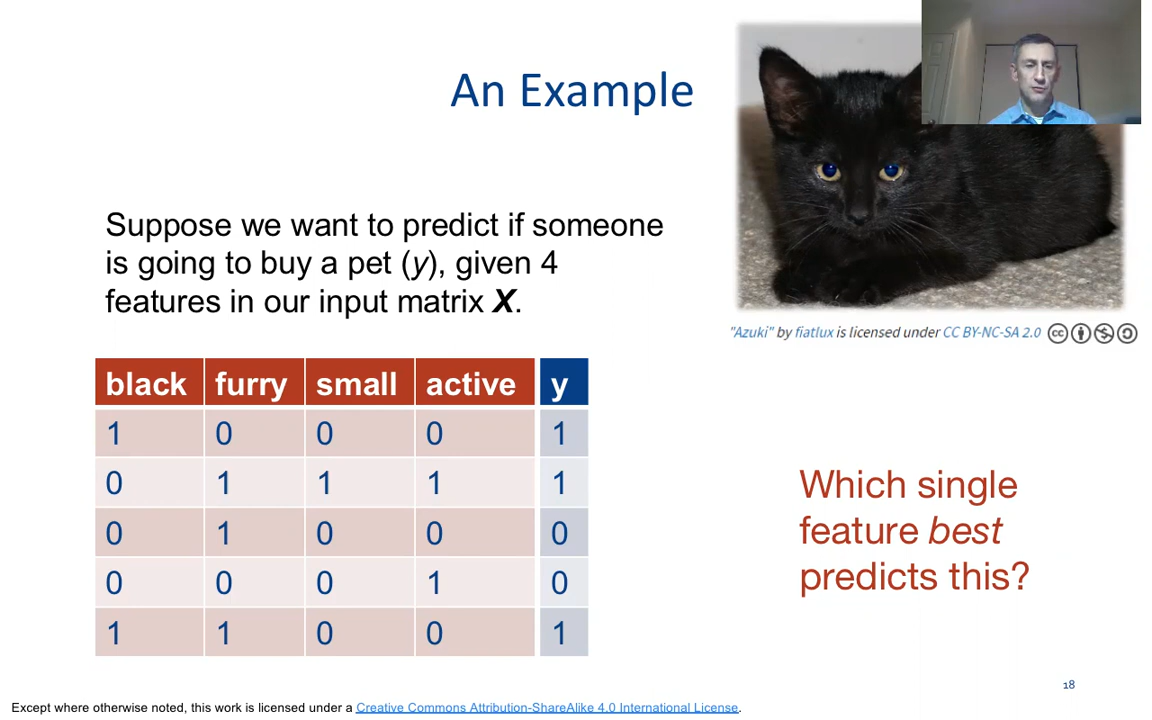 An Example
Suppose we want to predict if someone
is going to buy a pet (y), given 4
features in our input matrix X.
"Azuki" by fiatlux is licensed under CC BY-NC-SA 2.0
black furry small active y
1 0 0 0 1
0 1 1 1 1
0 1 0 0 0
0 0 0 1 0
1 1 0 0 1
Which single
feature best
predicts this?
18
Except where otherwise noted, this work is licensed under a Creative Commons Attribution-ShareAlike 4.0 International License.